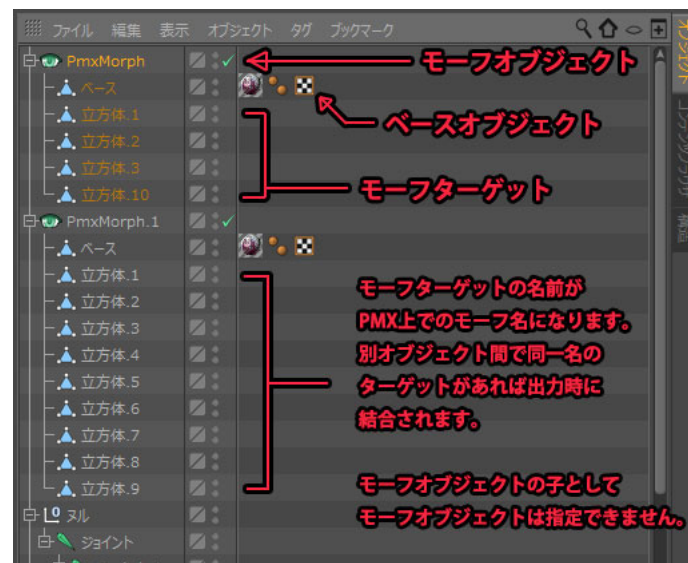 ファイル 編集 表示 オブジェクト タグ ブックマーク
PmxMorph
モーフオブジェクト
ベース
ベースオブジェクト
立方体.1
立方体.2
立方体.3
立方体.10
モーフターゲット
PmxMorph.1
ベース
立方体.1
立方体.2
立方体.3
立方体.4
立方体.5
立方体.6
立方体.7
立方体.8
立方体.9
モーフターゲットの名前が
PMX上でのモーフ名になります。
別オブジェクト間で同一名の
ターゲットがあれば出力時に
結合されます。
モーフオブジェクトの子として
モーフオブジェクトは指定できません。
ヌル
ジョイント
オブジェクト
構造